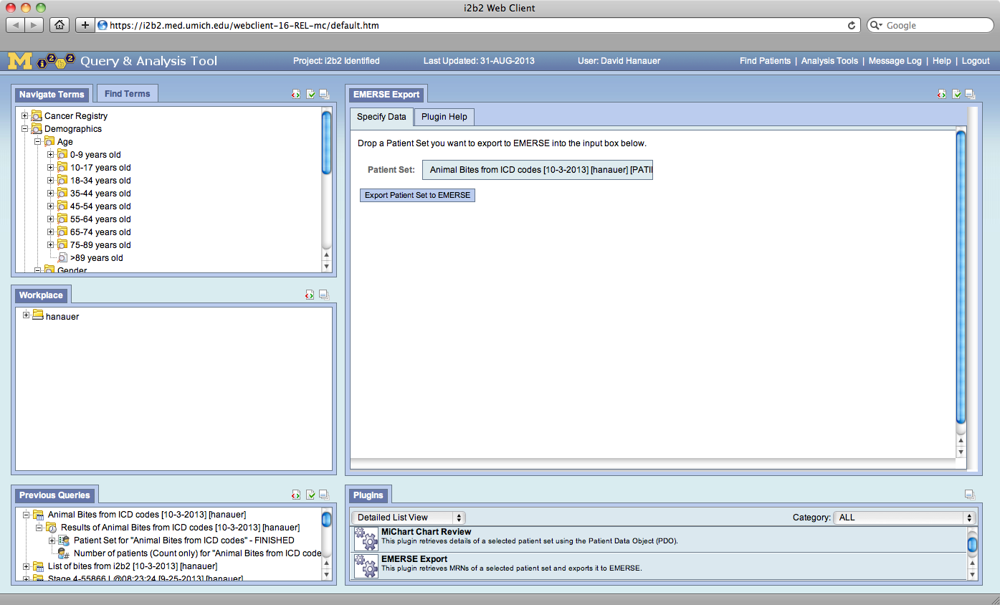 i2b2 Web Client
https://i2b2.med.umich.edu/webclient-16-REL-mc/default.htm
Google
M i 2 b 2 Query & Analysis Tool Project: i2b2 Identified Last Updated: 31-AUG-2013 User: David Hanauer Find Patients | Analysis Tools | Message Log | Help | Logout
Navigate Terms Find Terms
Cancer Registry
Demographics
Age
0-9 years old
10-17 years old
18-34 years old
35-44 years old
45-54 years old
55-64 years old
65-74 years old
75-89 years old
>89 years old
Gender
Workplace
hanauer
Previous Queries
Animal Bites from ICD codes [10-3-2013] [hanauer]
Results of Animal Bites from ICD codes [10-3-2013] [hanauer]
Patient Set for "Animal Bites from ICD codes" - FINISHED
Number of patients (Count only) for "Animal Bites from ICD code
List of bites from i2b2 [10-3-2013] [hanauer]
Stage 4-55866 L@08:23:24 [9-25-2013] [hanauer]
EMERSE Export
Specify Data Plugin Help
Drop a Patient Set you want to export to EMERSE into the input box below.
Patient Set: Animal Bites from ICD codes [10-3-2013] [hanauer] [PATI
Export Patient Set to EMERSE
Plugins
Detailed List View Category: ALL
MiChart Chart Review
This plugin retrieves details of a selected patient set using the Patient Data Object (PDO).
EMERSE Export
This plugin retrieves MRNs of a selected patient set and exports it to EMERSE.